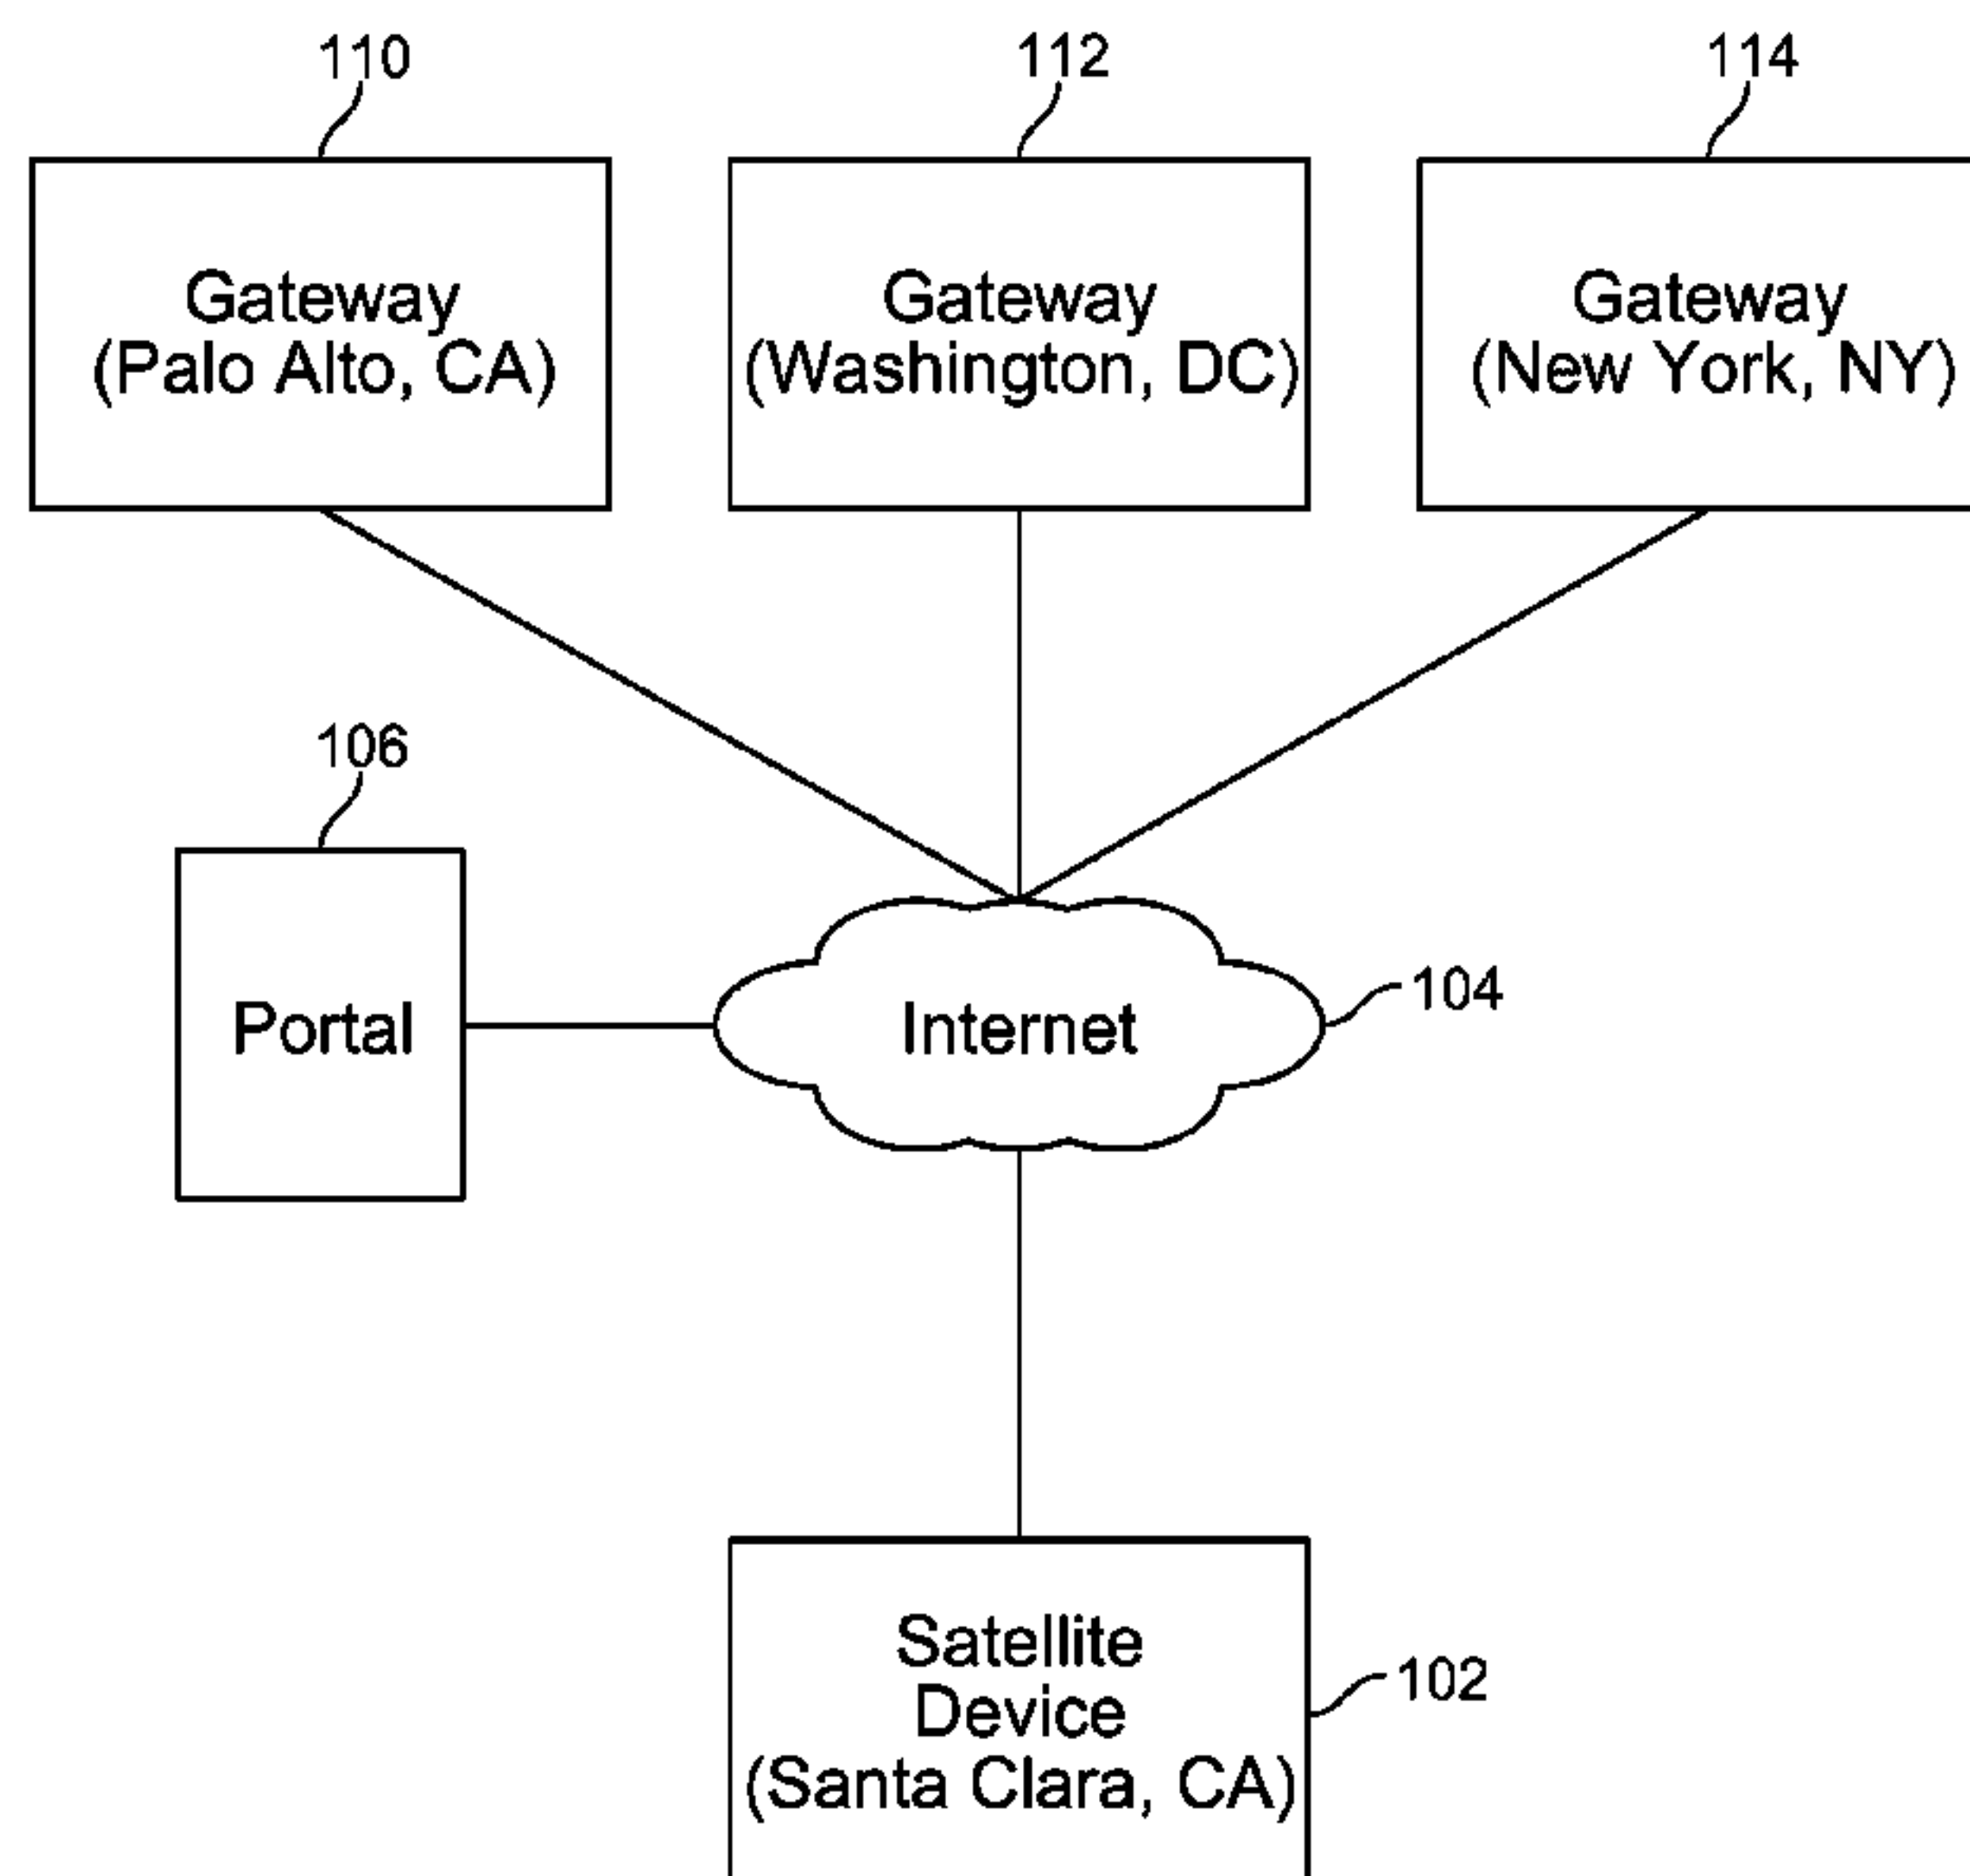 110
112
114
Gateway
(Palo Alto, CA)
Gateway
(Washington, DC)
Gateway
(New York, NY)
106
Portal
Internet
104
Satellite
Device
(Santa Clara, CA)
102